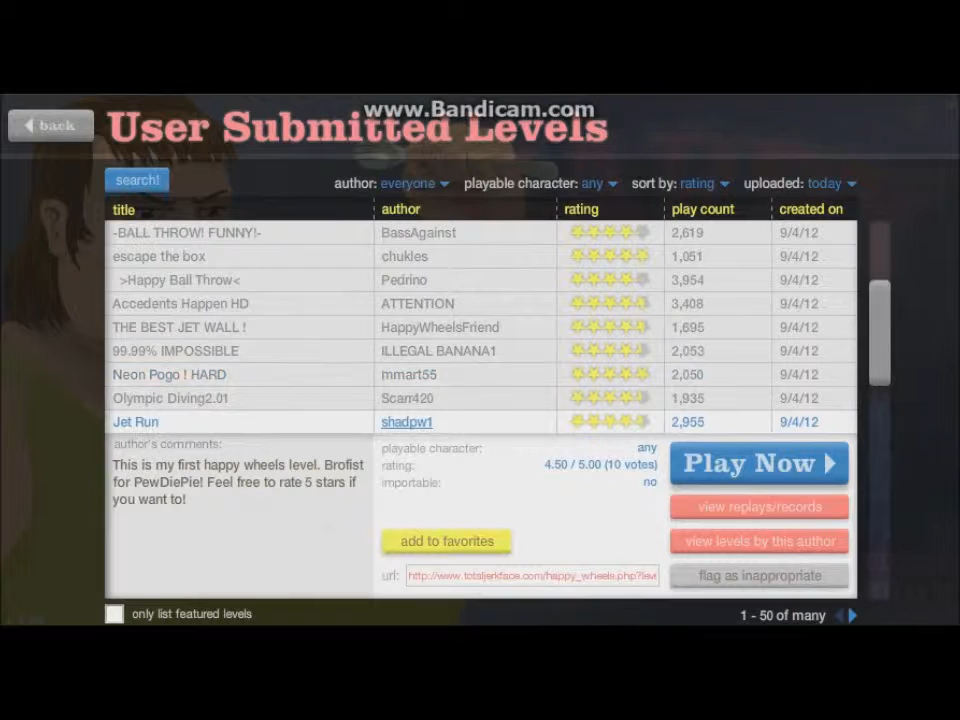 www.Bandicam.com
back
User Submitted Levels
search!
author: everyone playable character: any sort by: rating uploaded: today
title author rating play count created on
-BALL THROW! FUNNY!- BassAgainst 2,619 9/4/12
escape the box chukles 1,051 9/4/12
>Happy Ball Throw< Pedrino 3,954 9/4/12
Accedents Happen HD ATTENTION 3,408 9/4/12
THE BEST JET WALL ! HappyWheelsFriend 1,695 9/4/12
99.99% IMPOSSIBLE ILLEGAL BANANA1 2,053 9/4/12
Neon Pogo ! HARD mmart55 2,050 9/4/12
Olympic Diving2.01 Scarr420 1,935 9/4/12
Jet Run shadpw1 2,955 9/4/12
author's comments:
This is my first happy wheels level. Brofist
for PewDiePie! Feel free to rate 5 stars if
you want to!
playable character: any
rating: 4.50 / 5.00 (10 votes)
importable: no
add to favorites
url: http://www.totaljerkface.com/happy_wheels.php?leve
Play Now
view replays/records
view levels by this author
flag as inappropriate
only list featured levels
1 - 50 of many